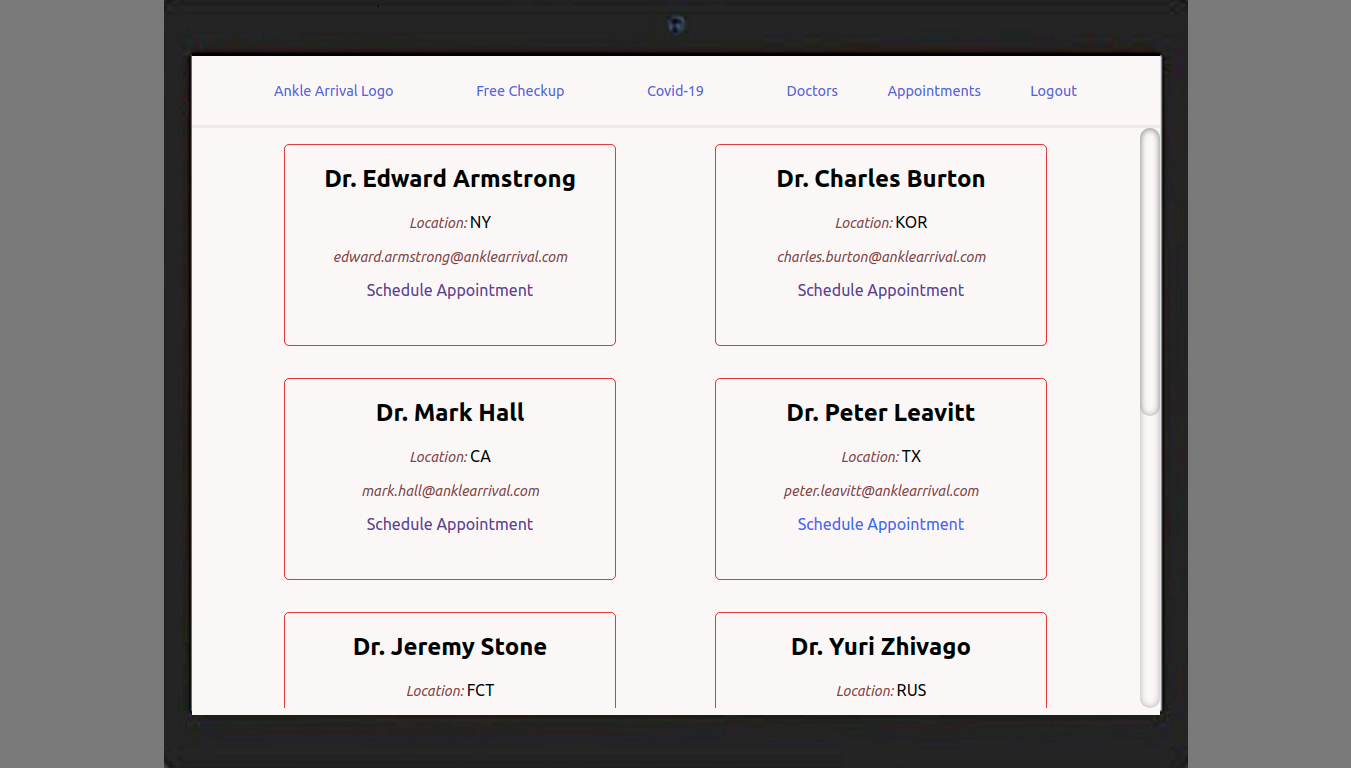 Ankle Arrival Logo Free Checkup Covid-19 Doctors Appointments Logout
Dr. Edward Armstrong
Location: NY
edward.armstrong@anklearrival.com
Schedule Appointment
Dr. Charles Burton
Location: KOR
charles.burton@anklearrival.com
Schedule Appointment
Dr. Mark Hall
Location: CA
mark.hall@anklearrival.com
Schedule Appointment
Dr. Peter Leavitt
Location: TX
peter.leavitt@anklearrival.com
Schedule Appointment
Dr. Jeremy Stone
Location: FCT
Dr. Yuri Zhivago
Location: RUS